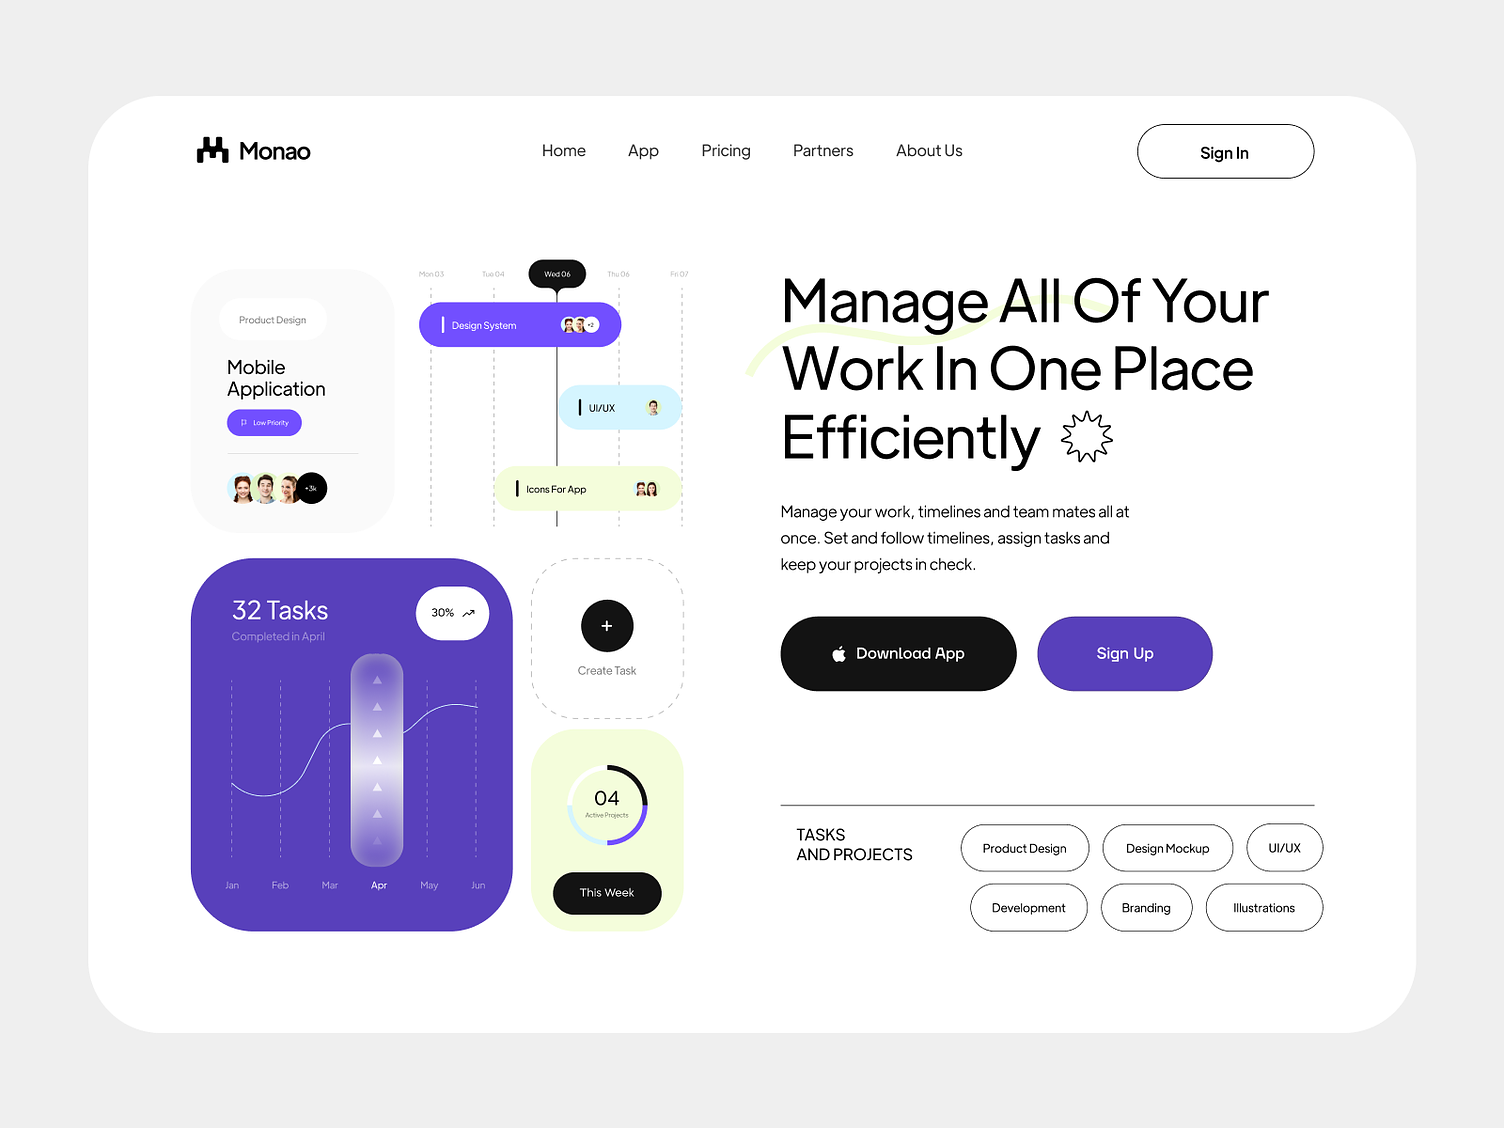 Monao
Home
App
Pricing
Partners
About Us
Sign In
Product Design
Mobile
Application
Low Priority
+3k
Mon 03
Tue 04
Wed 06
Thu 06
Fri 07
Design System
+2
UI/UX
Icons For App
32 Tasks
Completed in April
30%
Jan
Feb
Mar
Apr
May
Jun
+
Create Task
04
Active Projects
This Week
Manage All Of Your
Work In One Place
Efficiently
Manage your work, timelines and team mates all at
once. Set and follow timelines, assign tasks and
keep your projects in check.
Download App
Sign Up
TASKS
AND PROJECTS
Product Design
Design Mockup
UI/UX
Development
Branding
Illustrations